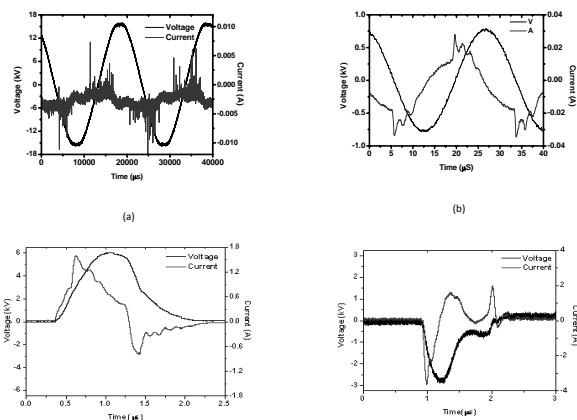 18
12
6
0
-6
-12
18
Voltage (kV)
Voltage
Current
0.010
0.005
0.000
-0.005
-0.010
Current (A)
0 10000 20000 30000 40000
Time (µs)
(a)
1.0
0.5
0.0
-0.5
-1.0
Voltage (kV)
V
A
0.04
0.02
0.00
0.02
0.04
Current (A)
0 5 10 15 20 25 30 35 40
Time (µS)
(b)
6
4
2
0
-2
-4
-6
Voltage (kV)
Voltage
Current
1.8
1.2
0.6
0.0
-0.6
-1.2
-1.8
Current (A)
0.0 0.5 1.0 1.5 2.0 2.5
Time (µs)
3
2
1
0
-1
-2
-3
Voltage (kV)
Voltage
Current
4
2
0
-2
-4
Current (A)
0 1 2 3
Time(µs)